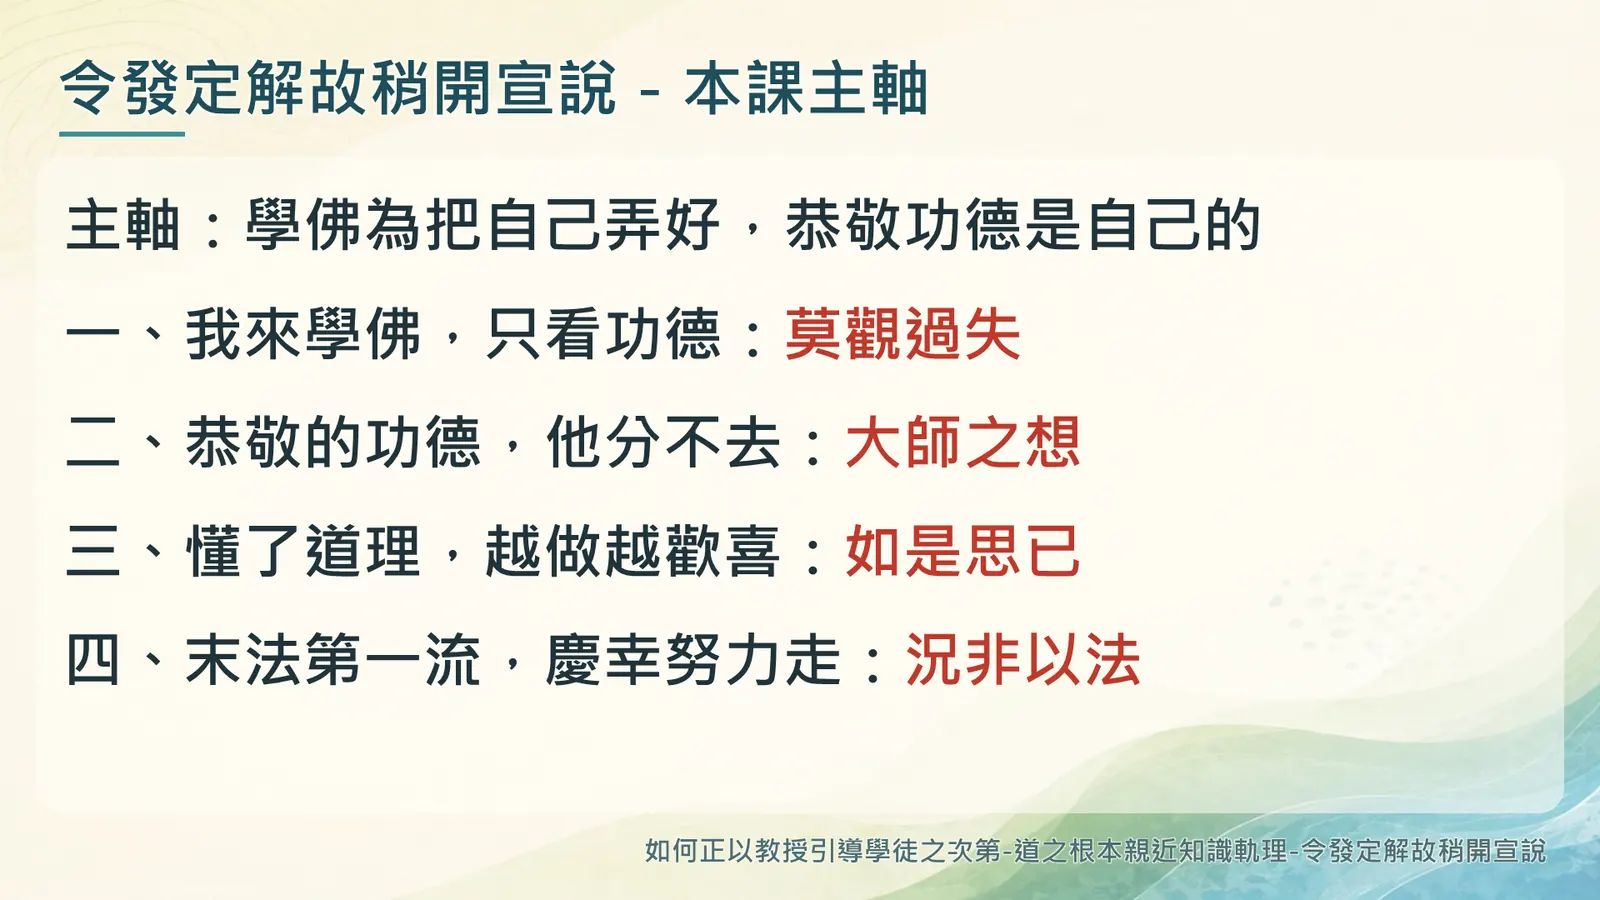 令發定解故稍開宣說 - 本課主軸
主軸：學佛為把自己弄好，恭敬功德是自己的
一、我來學佛，只看功德：莫觀過失
二、恭敬的功德，他分不去：大師之想
三、懂了道理，越做越歡喜：如是思已
四、末法第一流，慶幸努力走：況非以法
如何正以教授引導學徒之次第-道之根本親近知識軌理-令發定解故稍開宣說